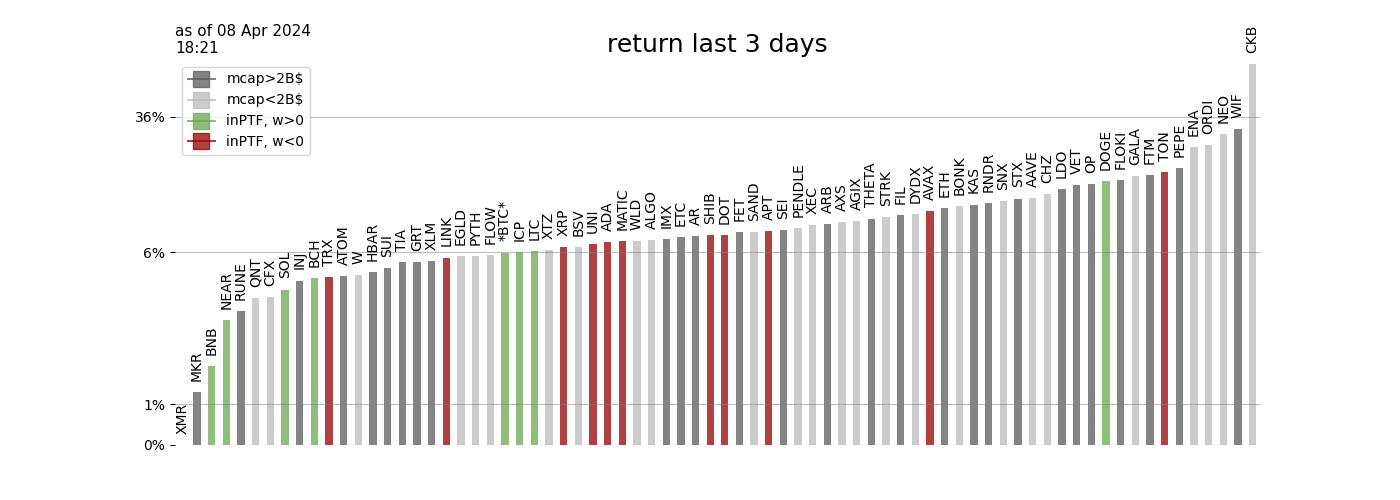 as of 08 Apr 2024
18:21
return last 3 days
mcap>2B$
mcap<2B$
inPTF, w>0
inPTF, w<0
36%
6%
1%
0%
XMR
MKR
BNB
NEAR
RUNE
QNT
CFX
SOL
INJ
BCH
TRX
ATOM
W
HBAR
SUI
TIA
GRT
XLM
LINK
EGLD
PYTH
FLOW
*BTC*
ICP
LTC
XTZ
XRP
BSV
UNI
ADA
MATIC
WLD
ALGO
IMX
ETC
AR
SHIB
DOT
FET
SAND
APT
SEI
PENDLE
XEC
ARB
AXS
AGIX
THETA
STRK
FIL
DYDX
AVAX
ETH
BONK
KAS
RNDR
SNX
STX
AAVE
CHZ
LDO
VET
OP
DOGE
FLOKI
GALA
FTM
TON
PEPE
ENA
ORDI
NEO
WIF
CKB